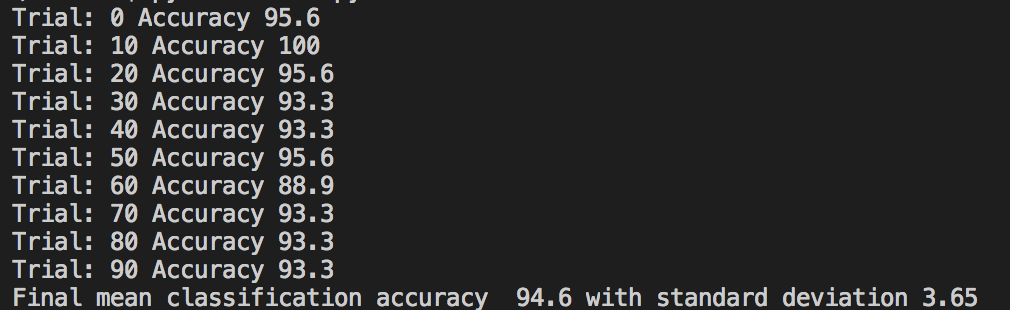 Trial: 0 Accuracy 95.6
Trial: 10 Accuracy 100
Trial: 20 Accuracy 95.6
Trial: 30 Accuracy 93.3
Trial: 40 Accuracy 93.3
Trial: 50 Accuracy 95.6
Trial: 60 Accuracy 88.9
Trial: 70 Accuracy 93.3
Trial: 80 Accuracy 93.3
Trial: 90 Accuracy 93.3
Final mean classification accuracy  94.6 with standard deviation 3.65